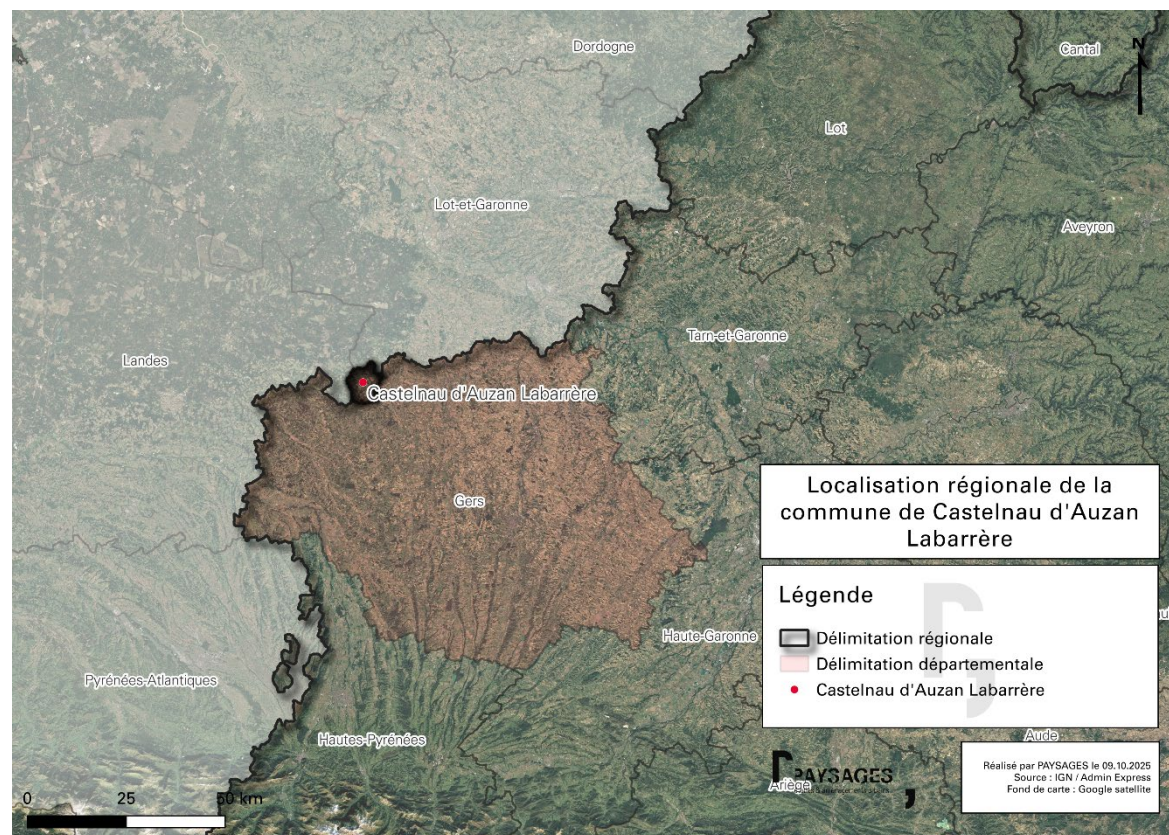 Dordogne
Cantal
N
Lot
Lot-et-Garonne
Aveyron
Tarn-et-Garonne
Landes
Castelnau d'Auzan Labarrère
Gers
Localisation régionale de la
commune de Castelnau d'Auzan
Labarrère
Légende
Délimitation régionale
Délimitation départementale
Castelnau d'Auzan Labarrère
Haute-Garonne
Pyrénées-Atlantiques
Hautes-Pyrénées
Aude
Ariège
PAYSAGES
Réalisé par PAYSAGES le 09.10.2025
Source : IGN / Admin Express
Fond de carte : Google satellite
0 25 50 km